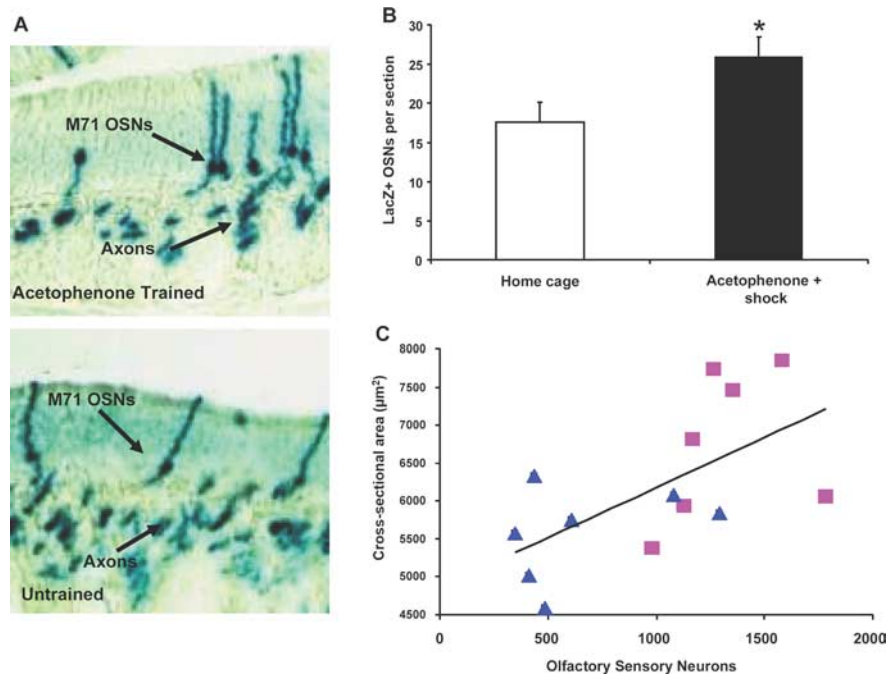 A
M71 OSNs
Axons
Acetophenone Trained
M71 OSNs
Axons
Untrained
B
LacZ+ OSNs per section
30
25
20
15
10
5
0
Home cage
Acetophenone +
shock
*
C
Cross-sectional area (µm²)
8000
7500
7000
6500
6000
5500
5000
4500
0
500
1000
1500
2000
Olfactory Sensory Neurons